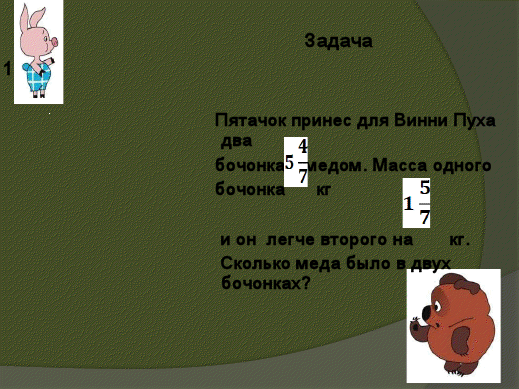 Задача
1
Пятачок принес для Винни Пуха
два
бочонка медом. Масса одного
5 4/7
бочонка кг
1 5/7
и он легче второго на кг.
Сколько меда было в двух
бочонках?